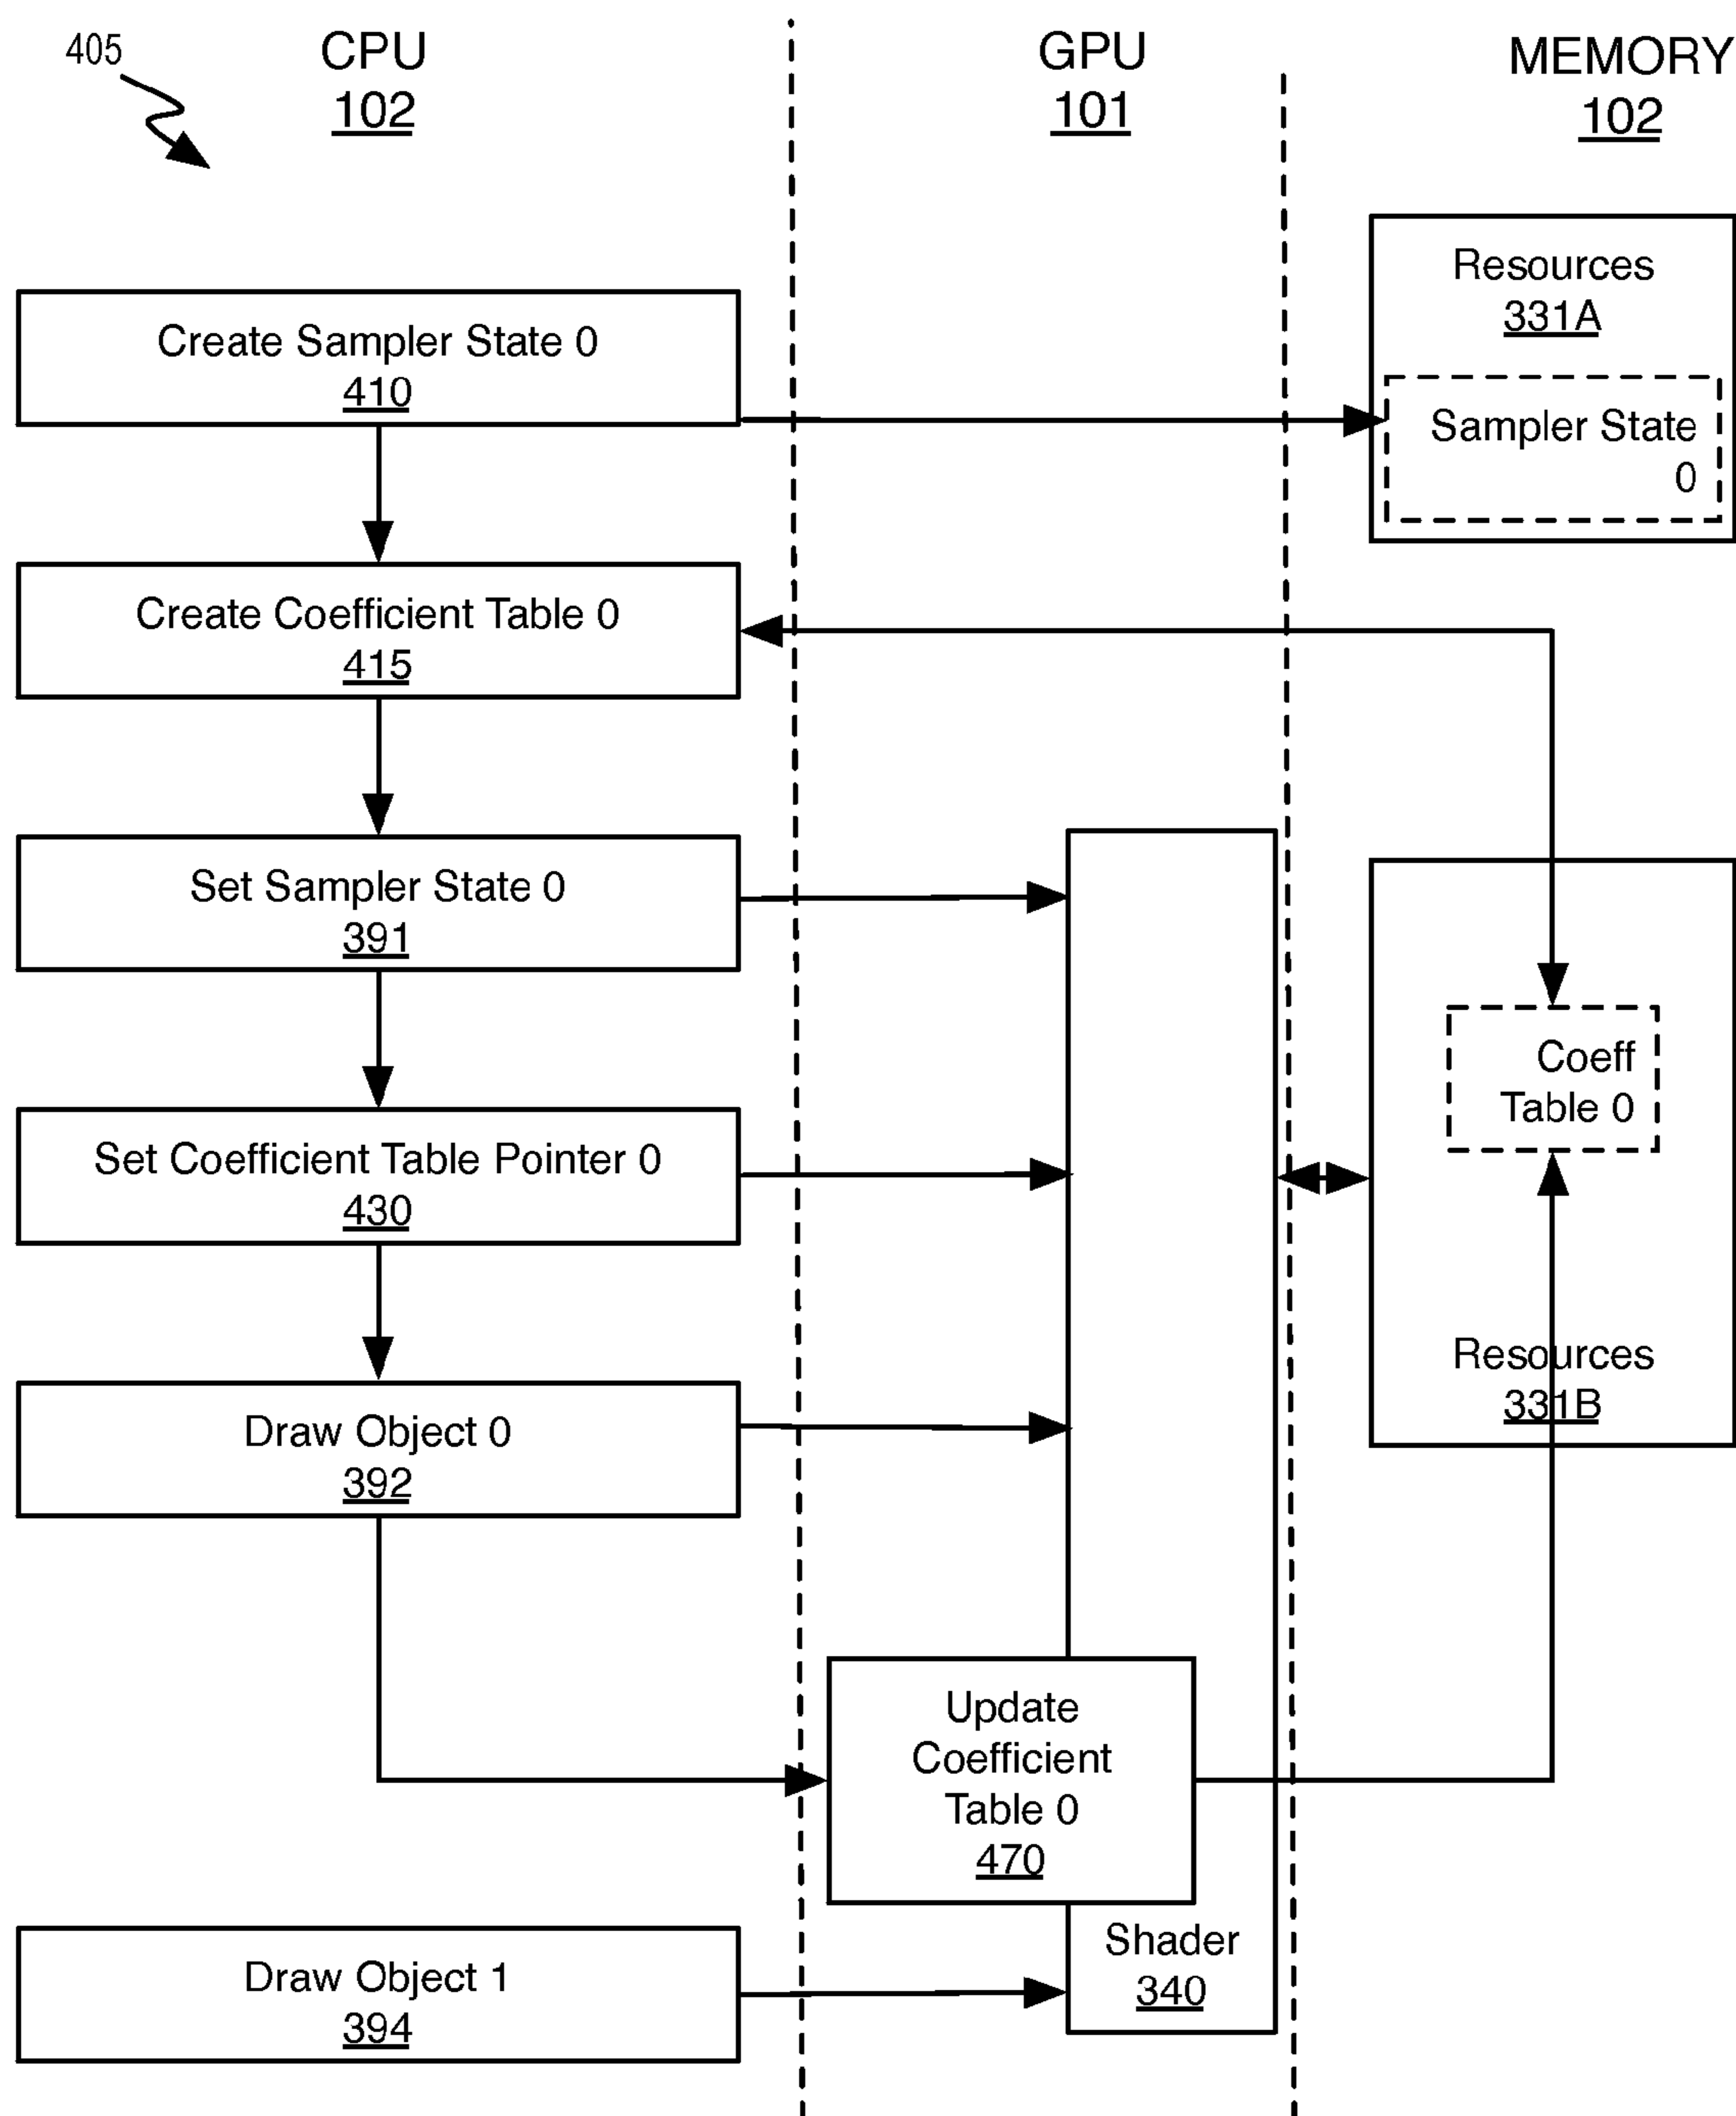 405
CPU
102
GPU
101
MEMORY
102
Resources
331A
Sampler State
0
Create Sampler State 0
410
Create Coefficient Table 0
415
Set Sampler State 0
391
Coeff
Table 0
Set Coefficient Table Pointer 0
430
Resources
331B
Draw Object 0
392
Update
Coefficient
Table 0
470
Shader
340
Draw Object 1
394